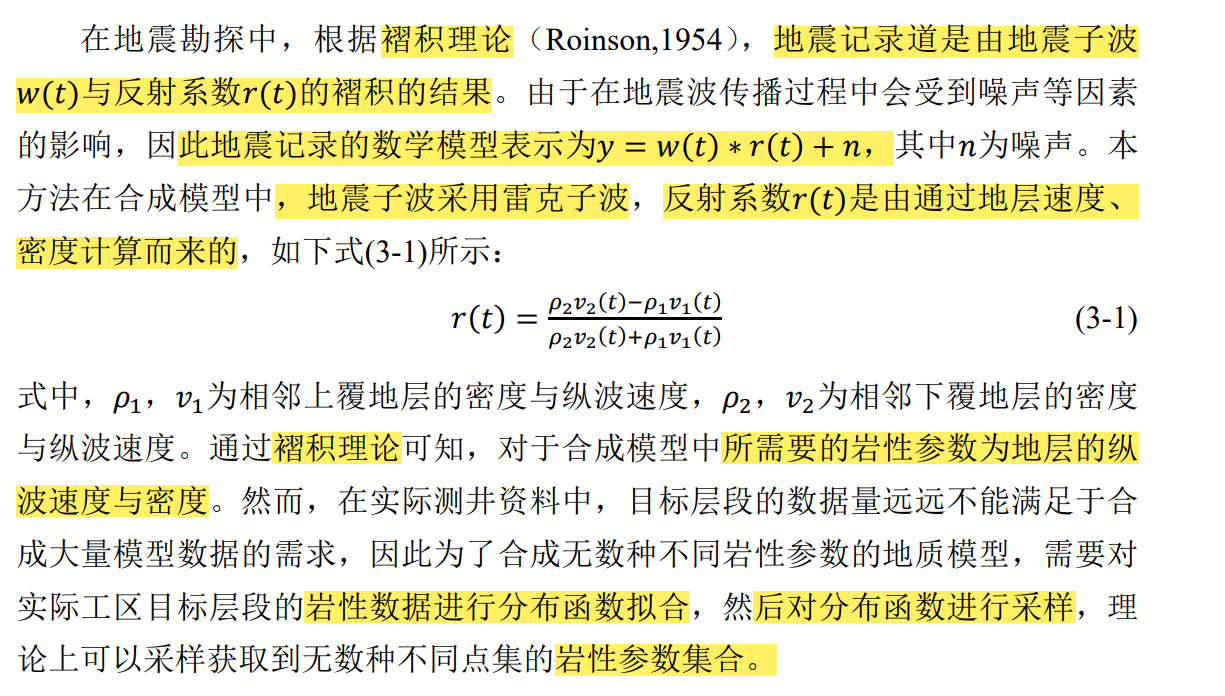 在地震勘探中，根据褶积理论（Roinson,1954），地震记录道是由地震子波
w(t)与反射系数r(t)的褶积的结果。由于在地震波传播过程中会受到噪声等因素
的影响，因此地震记录的数学模型表示为y = w(t) ∗ r(t) + n，其中n为噪声。本
方法在合成模型中，地震子波采用雷克子波，反射系数r(t)是由通过地层速度、
密度计算而来的，如下式(3-1)所示：
r(t) = (ρ₂v₂(t)−ρ₁v₁(t))/(ρ₂v₂(t)+ρ₁v₁(t)) (3-1)
式中，ρ₁，v₁为相邻上覆地层的密度与纵波速度，ρ₂，v₂为相邻下覆地层的密度
与纵波速度。通过褶积理论可知，对于合成模型中所需要的岩性参数为地层的纵
波速度与密度。然而，在实际测井资料中，目标层段的数据量远远不能满足于合
成大量模型数据的需求，因此为了合成无数种不同岩性参数的地质模型，需要对
实际工区目标层段的岩性数据进行分布函数拟合，然后对分布函数进行采样，理
论上可以采样获取到无数种不同点集的岩性参数集合。